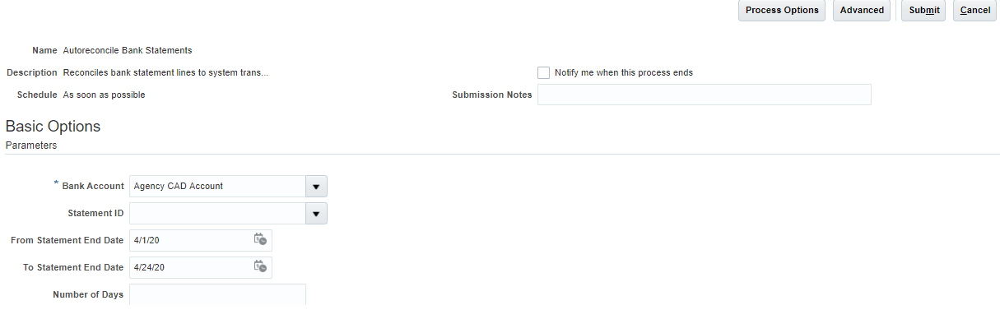 Process Options Advanced Submit Cancel
Name Autoreconcile Bank Statements
Description Reconciles bank statement lines to system trans...
Notify me when this process ends
Schedule As soon as possible
Submission Notes
Basic Options
Parameters
* Bank Account Agency CAD Account
Statement ID
From Statement End Date 4/1/20
To Statement End Date 4/24/20
Number of Days